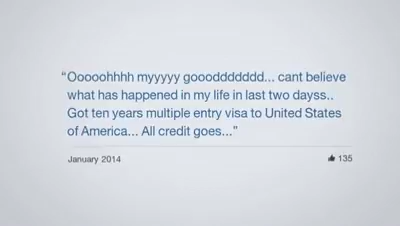 “Ooooohhhh myyyyy gooodddddddd... cant believe
what has happened in my life in last two dayss..
Got ten years multiple entry visa to United States
of America... All credit goes...”
January 2014
135